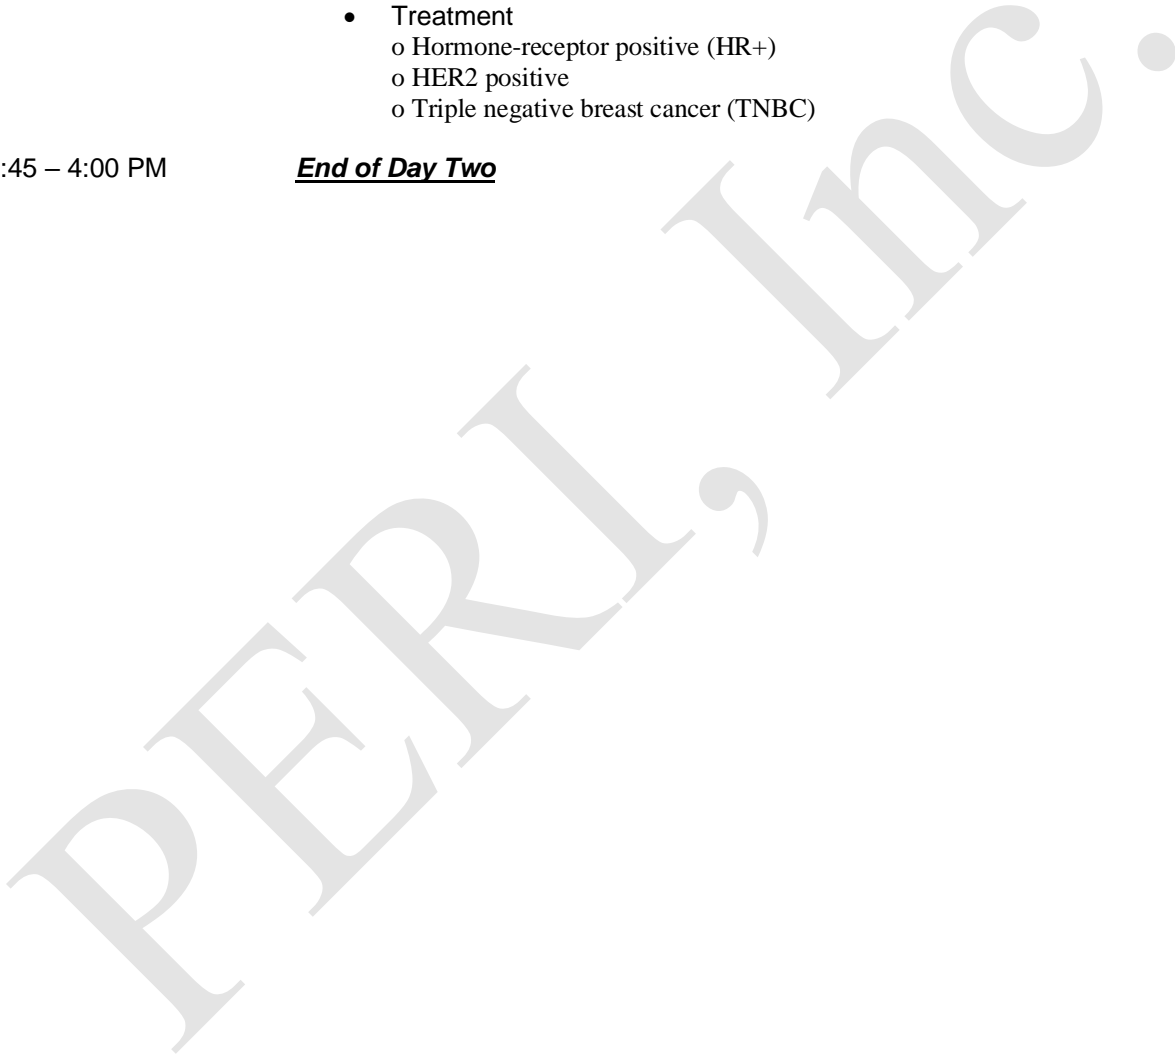 • Treatment
o Hormone-receptor positive (HR+)
o HER2 positive
o Triple negative breast cancer (TNBC)
:45 – 4:00 PM End of Day Two
PERI, Inc.